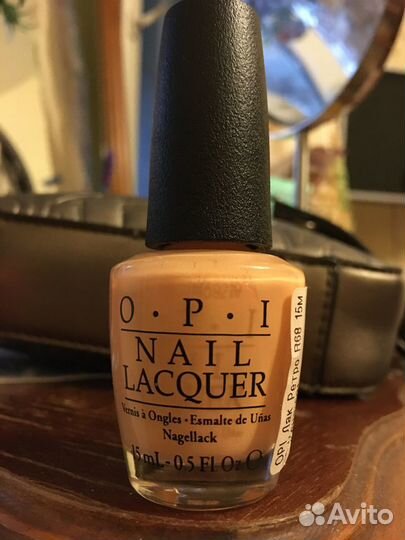 O · P · I
NAIL
LACQUER
Vernis à Ongles - Esmalte de Uñas
Nagellack
15 mL - 0.5 Fl Oz
OPI, Лак Ретро R68 15м
Avito